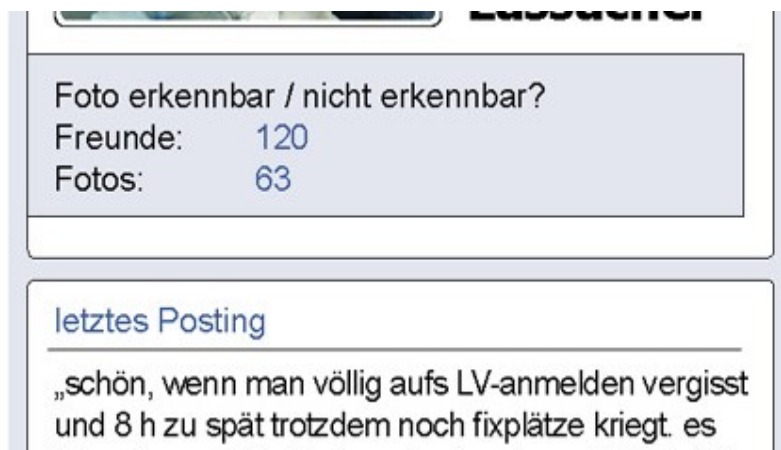 Foto erkennbar / nicht erkennbar?
Freunde: 120
Fotos: 63
letztes Posting
„schön, wenn man völlig aufs LV-anmelden vergisst
und 8 h zu spät trotzdem noch fixplätze kriegt. es